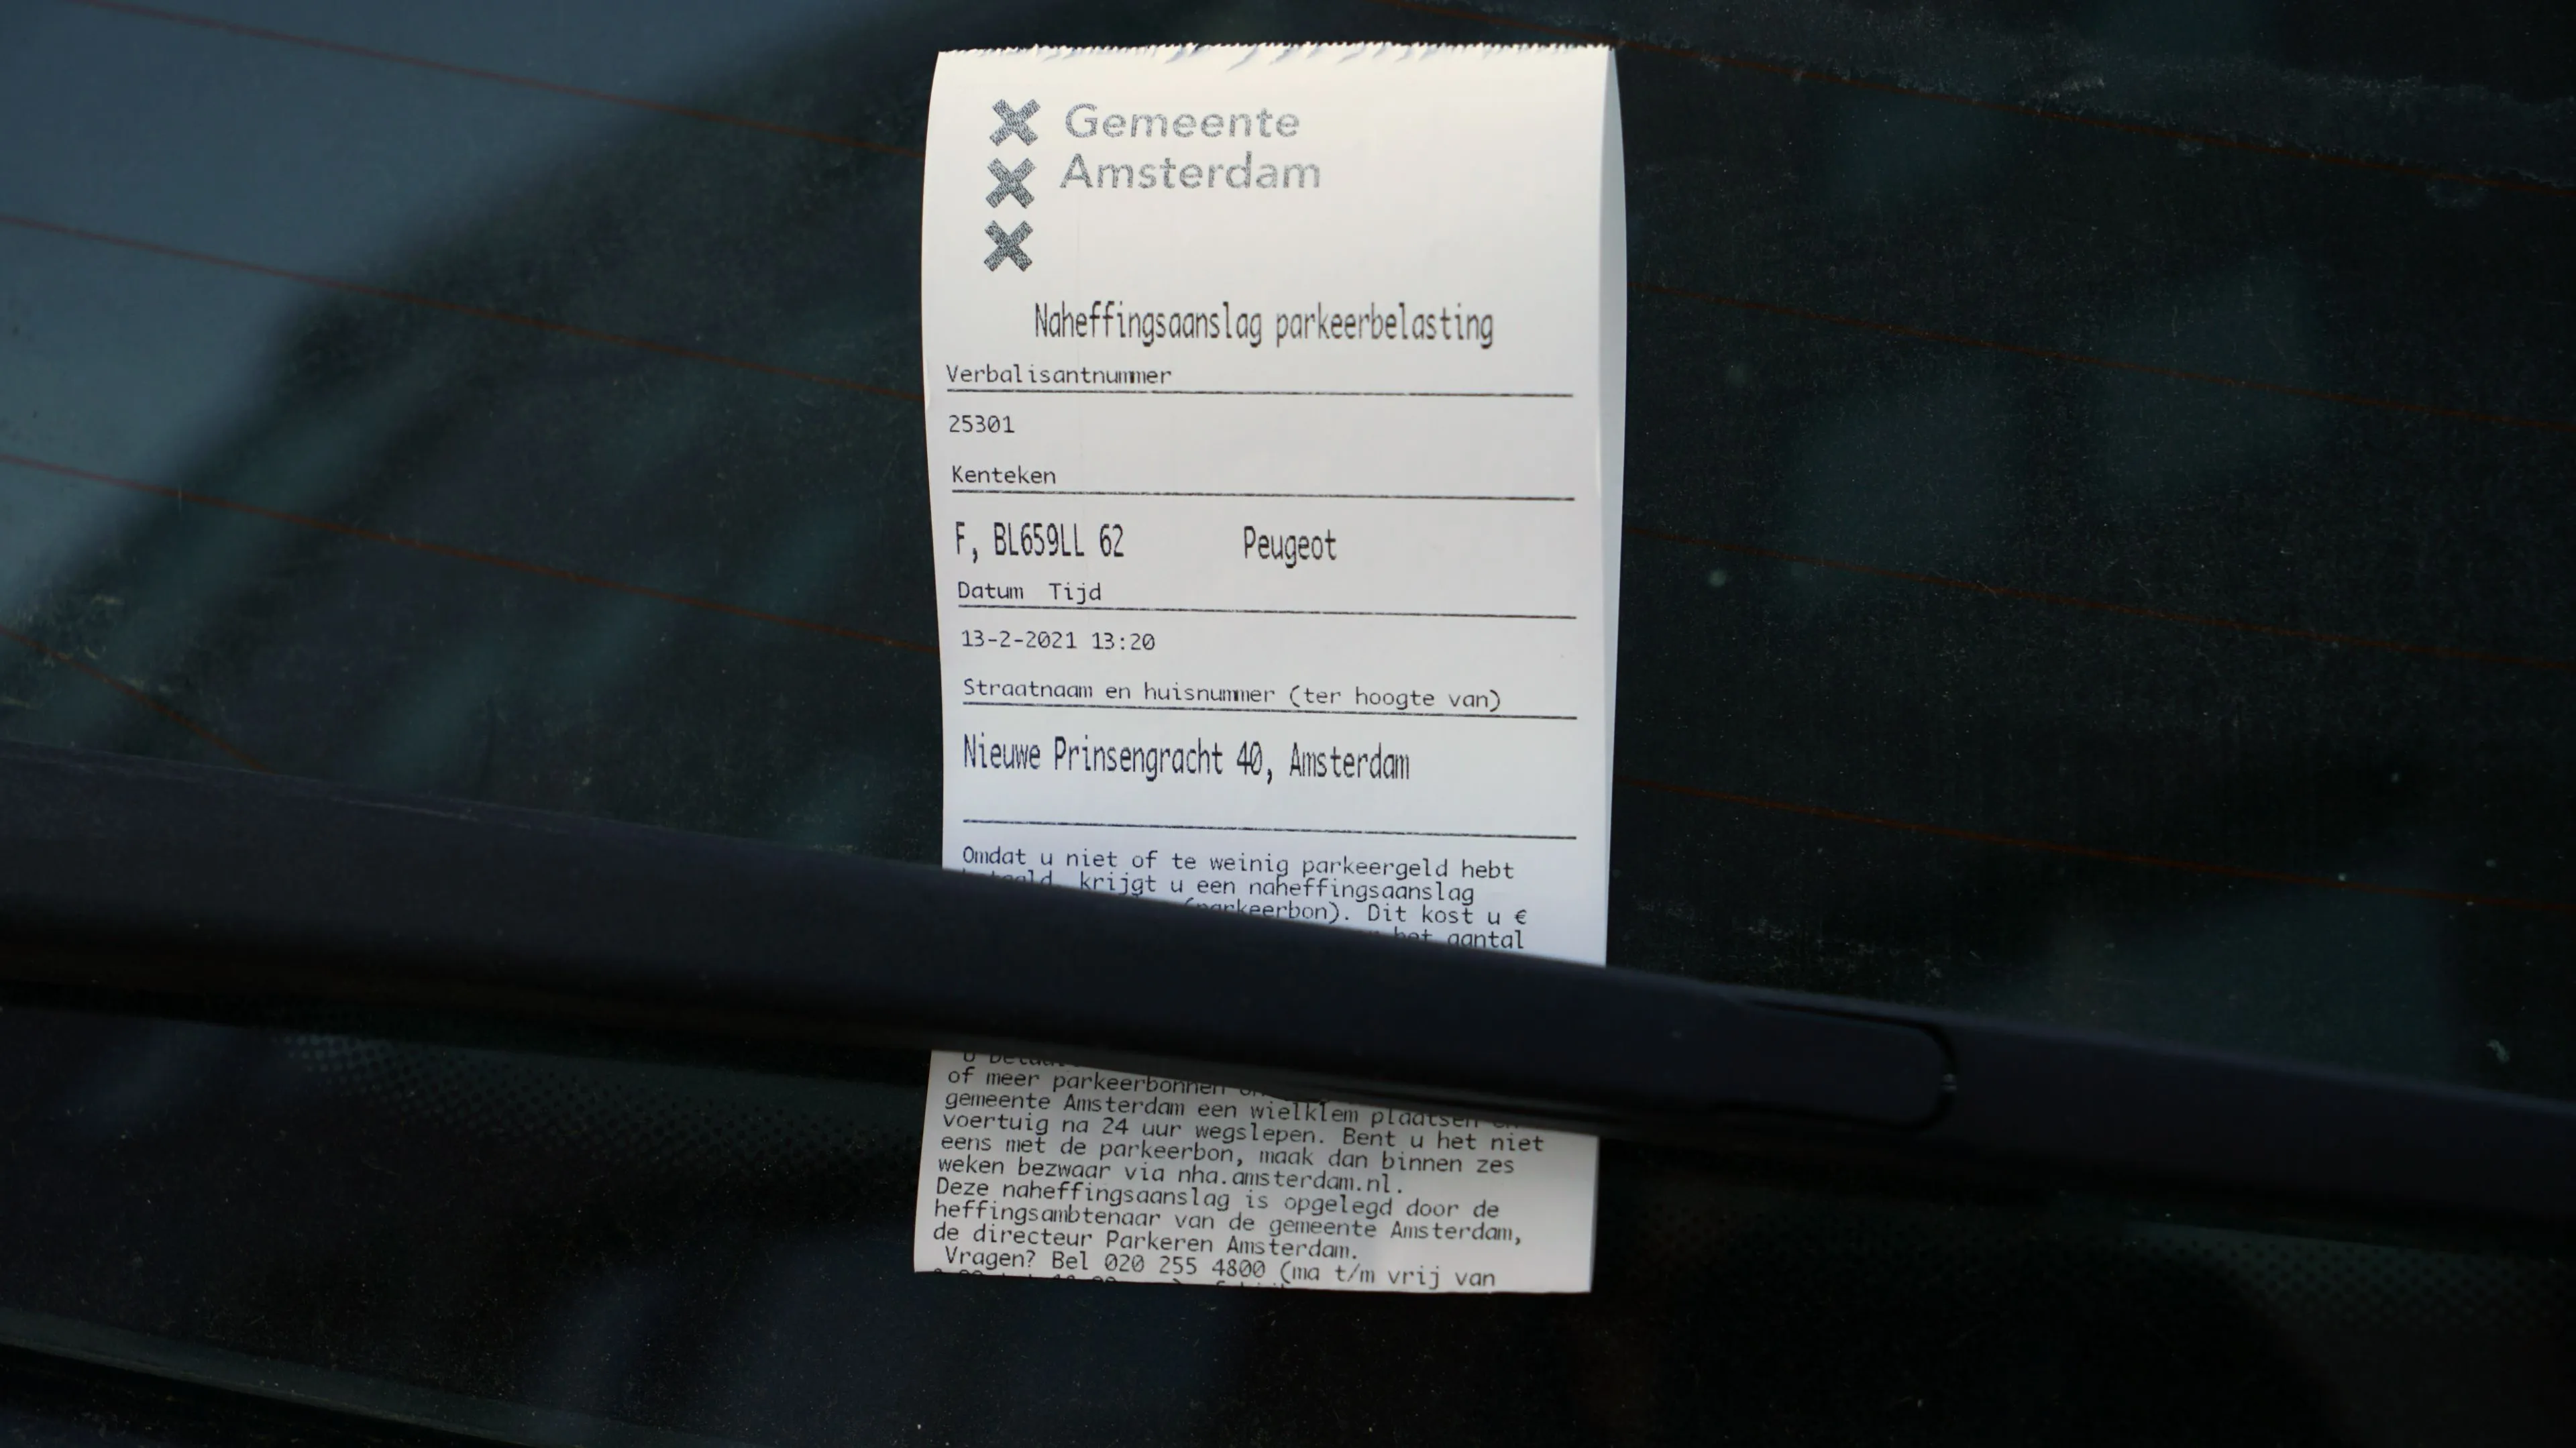 Gemeente
Amsterdam
Naheffingsaanslag parkeerbelasting
Verbalisantnummer
25301
Kenteken
F, BL659LL 62 Peugeot
Datum Tijd
13-2-2021 13:20
Straatnaam en huisnummer (ter hoogte van)
Nieuwe Prinsengracht 40, Amsterdam
Omdat u niet of te weinig parkeergeld hebt
betaald, krijgt u een naheffingsaanslag
(parkeerbon). Dit kost u €
het aantal
of meer parkeerbonnen
gemeente Amsterdam een wielklem plaatsen en
voertuig na 24 uur wegslepen. Bent u het niet
eens met de parkeerbon, maak dan binnen zes
weken bezwaar via nha.amsterdam.nl.
Deze naheffingsaanslag is opgelegd door de
heffingsambtenaar van de gemeente Amsterdam,
de directeur Parkeren Amsterdam.
Vragen? Bel 020 255 4800 (ma t/m vrij van